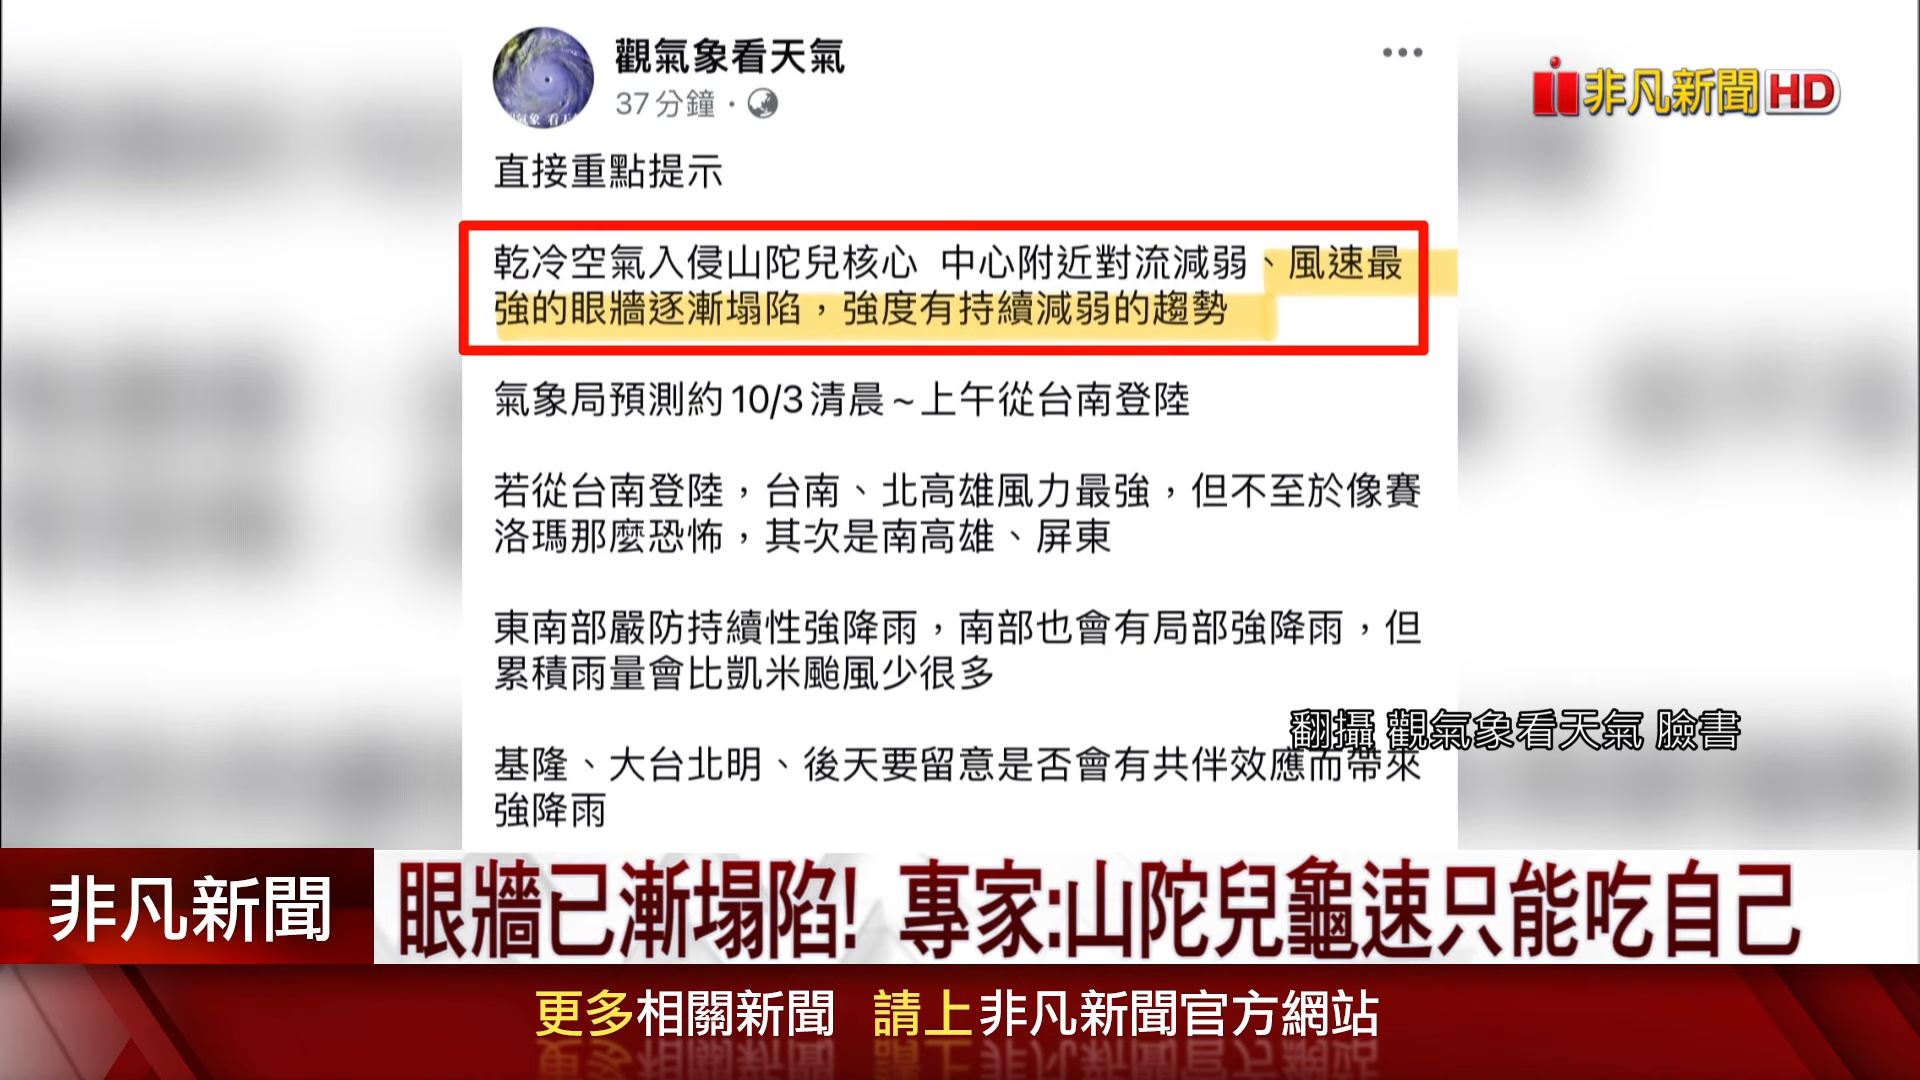 觀氣象看天氣
37分鐘·
非凡新聞HD
直接重點提示
乾冷空氣入侵山陀兒核心 中心附近對流減弱、風速最
強的眼牆逐漸塌陷，強度有持續減弱的趨勢
氣象局預測約10/3清晨~上午從台南登陸
若從台南登陸，台南、北高雄風力最強，但不至於像賽
洛瑪那麼恐怖，其次是南高雄、屏東
東南部嚴防持續性強降雨，南部也會有局部強降雨，但
累積雨量會比凱米颱風少很多
翻攝 觀氣象看天氣 臉書
基隆、大台北明、後天要留意是否會有共伴效應而帶來
強降雨
非凡新聞
眼牆已漸塌陷! 專家:山陀兒龜速只能吃自己
更多相關新聞 請上非凡新聞官方網站